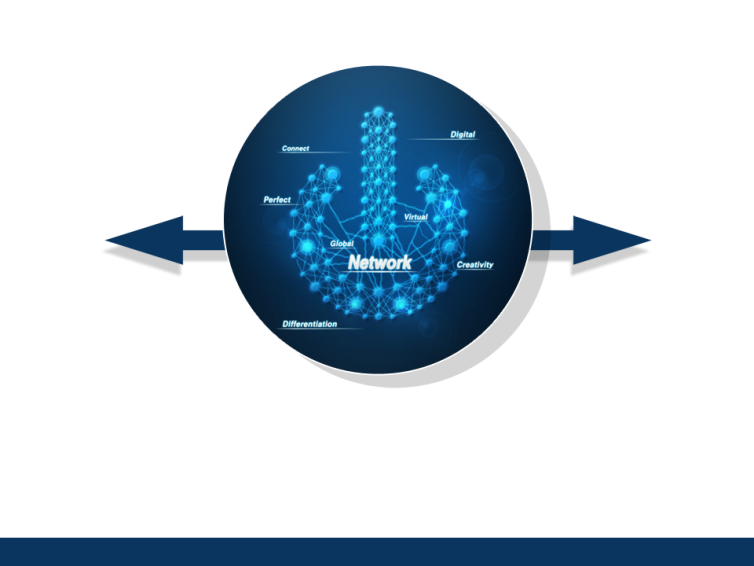 Digital
Connect
Perfect
Virtual
Global
Network
Creativity
Differentiation